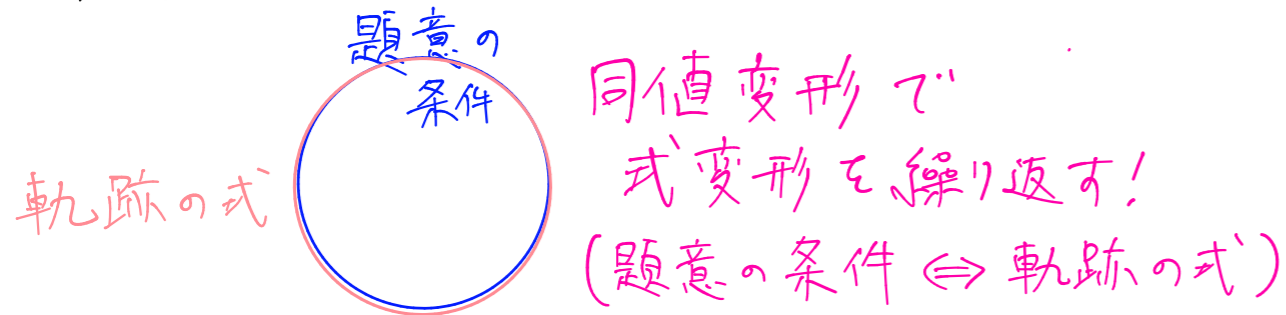 題意の
条件
軌跡の式
同値変形で
式変形を繰り返す!
(題意の条件⇔軌跡の式)